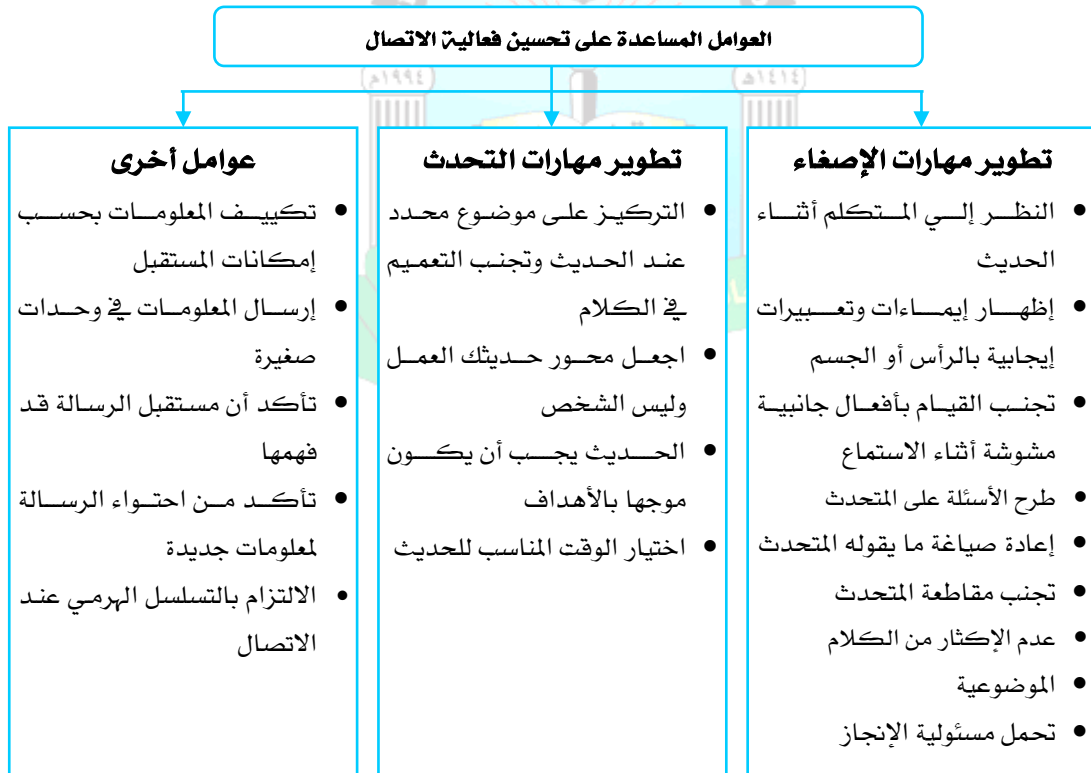 العوامل المساعدة على تحسين فعالية الاتصال
(١٤١٤
(١٩٩٤م)
تطوير مهارات الإصغاء
• النظر إلي المتكلم أثناء
الحديث
• إظهار إيماءات وتعبيرات
إيجابية بالرأس أو الجسم
• تجنب القيام بأفعال جانبية
مشوشة أثناء الاستماع
• طرح الأسئلة على المتحدث
• إعادة صياغة ما يقوله المتحدث
• تجنب مقاطعة المتحدث
• عدم الإكثار من الكلام
• الموضوعية
• تحمل مسئولية الإنجاز
تطوير مهارات التحدث
• التركيز على موضوع محدد
عند الحديث وتجنب التعميم
في الكلام
• اجعل محور حديثك العمل
وليس الشخص
• الحديث يجب أن يكون
موجها بالأهداف
• اختيار الوقت المناسب للحديث
عوامل أخرى
• تكييف المعلومات بحسب
إمكانات المستقبل
• إرسال المعلومات في وحدات
صغيرة
• تأكد أن مستقبل الرسالة قد
فهمها
• تأكد من احتواء الرسالة
لمعلومات جديدة
• الالتزام بالتسلسل الهرمي عند
الاتصال